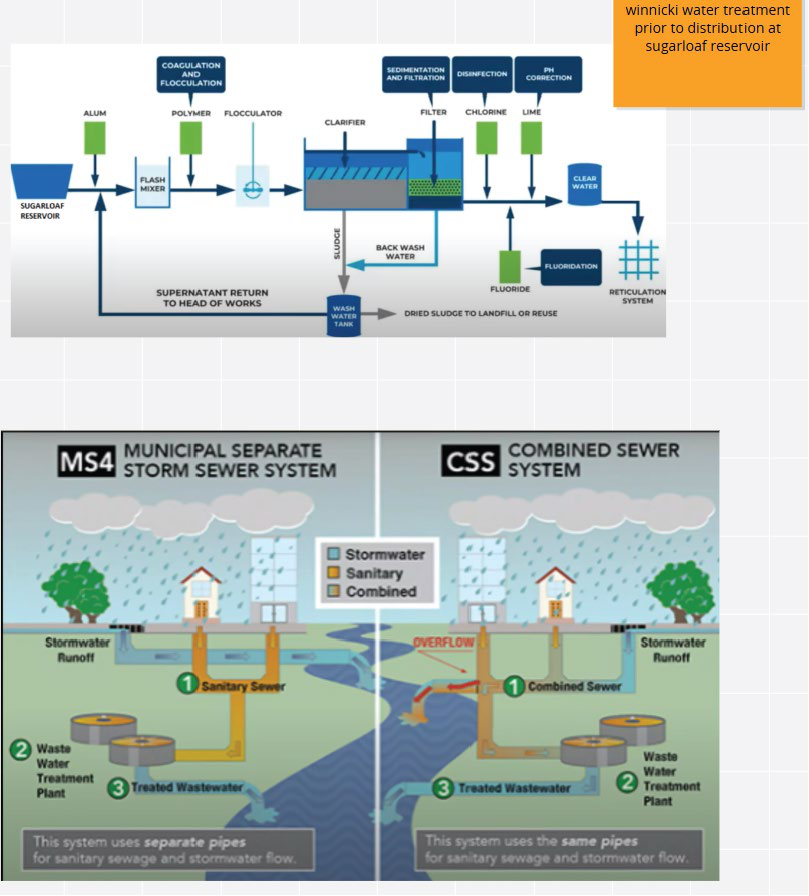 winnicki water treatment
prior to distribution at
sugarloaf reservoir
COAGULATION
AND
FLOCCULATION
SEDIMENTATION
AND FILTRATION
DISINFECTION
PH
CORRECTION
ALUM
POLYMER
FLOCCULATOR
CLARIFIER
FILTER
CHLORINE
LIME
FLASH
MIXER
CLEAR
WATER
SUGARLOAF
RESERVOIR
SLUDGE
BACK WASH
WATER
FLUORIDATION
FLUORIDE
RETICULATION
SYSTEM
SUPERNATANT RETURN
TO HEAD OF WORKS
WASH
WATER
TANK
DRIED SLUDGE TO LANDFILL OR REUSE
MS4 MUNICIPAL SEPARATE
STORM SEWER SYSTEM
CSS COMBINED SEWER
SYSTEM
Stormwater
Sanitary
Combined
Stormwater
Runoff
OVERFLOW
Stormwater
Runoff
1 Sanitary Sewer
1 Combined Sewer
2 Waste
Water
Treatment
Plant
3 Treated Wastewater
3 Treated Wastewater
2 Waste
Water
Treatment
Plant
This system uses separate pipes
for sanitary sewage and stormwater flow.
This system uses the same pipes
for sanitary sewage and stormwater flow.